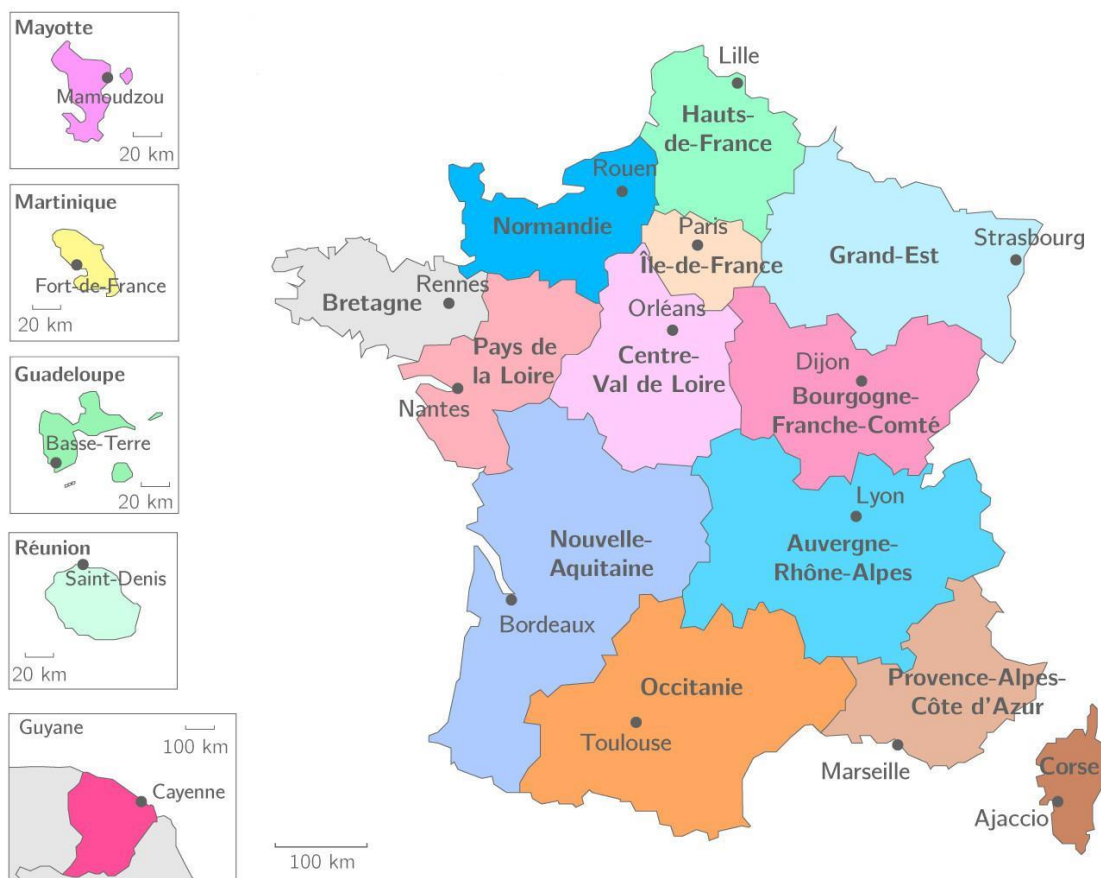 Mayotte
Mamoudzou
20 km
Martinique
Fort-de-France
20 km
Guadeloupe
Basse-Terre
20 km
Réunion
Saint-Denis
20 km
Guyane
100 km
Cayenne
Lille
Hauts-
de-France
Rouen
Normandie
Paris
Île-de-France
Strasbourg
Grand-Est
Rennes
Bretagne
Orléans
Centre-
Val de Loire
Pays de
la Loire
Nantes
Dijon
Bourgogne-
Franche-Comté
Lyon
Auvergne-
Rhône-Alpes
Nouvelle-
Aquitaine
Bordeaux
Occitanie
Toulouse
Provence-Alpes-
Côte d'Azur
Marseille
Corse
Ajaccio
100 km